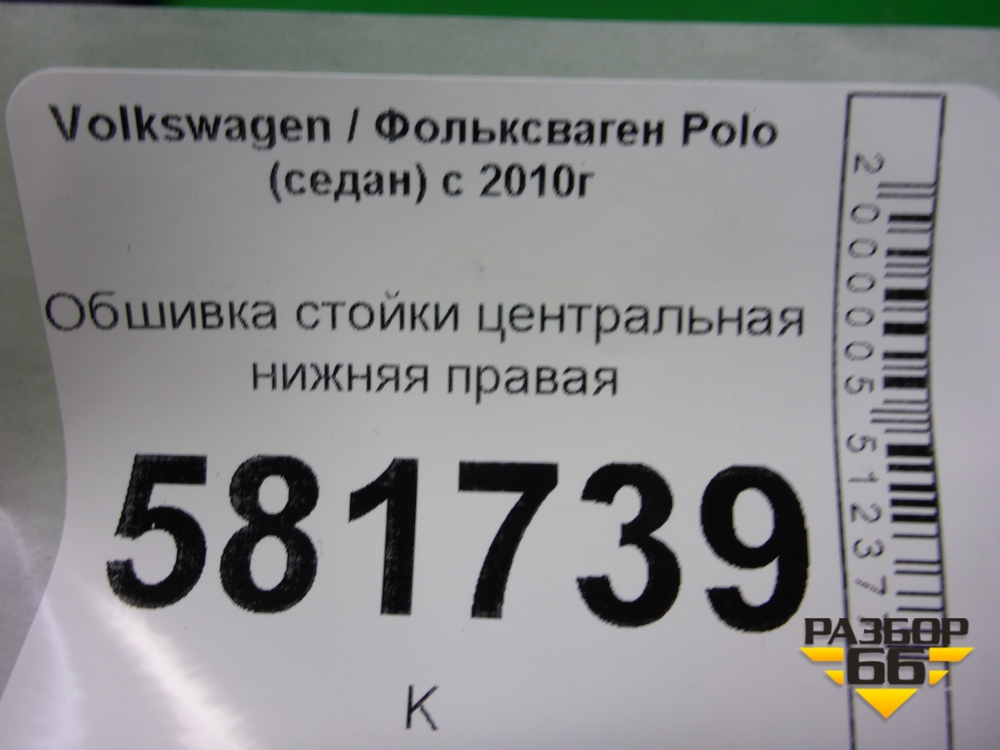 Volkswagen / Фольксваген Polo
(седан) с 2010г
Обшивка стойки центральная
нижняя правая
581739
К
2000005512377
РАЗБОР
66